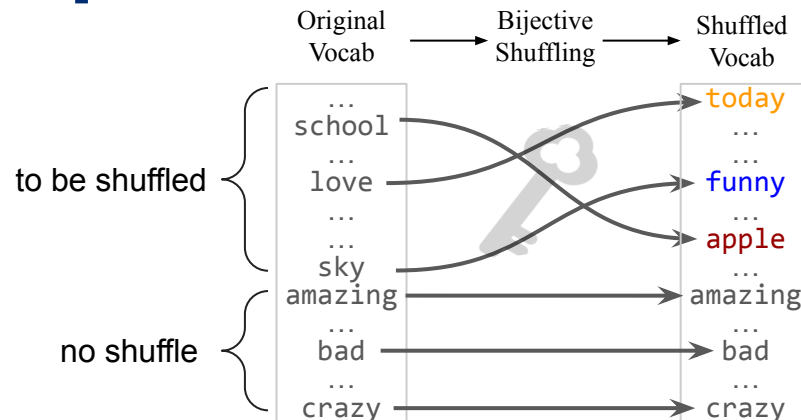 Original
Vocab
Bijective
Shuffling
Shuffled
Vocab
to be shuffled
no shuffle
...
school
...
love
...
...
sky
amazing
...
bad
...
crazy
today
...
...
funny
...
apple
...
amazing
...
bad
...
crazy